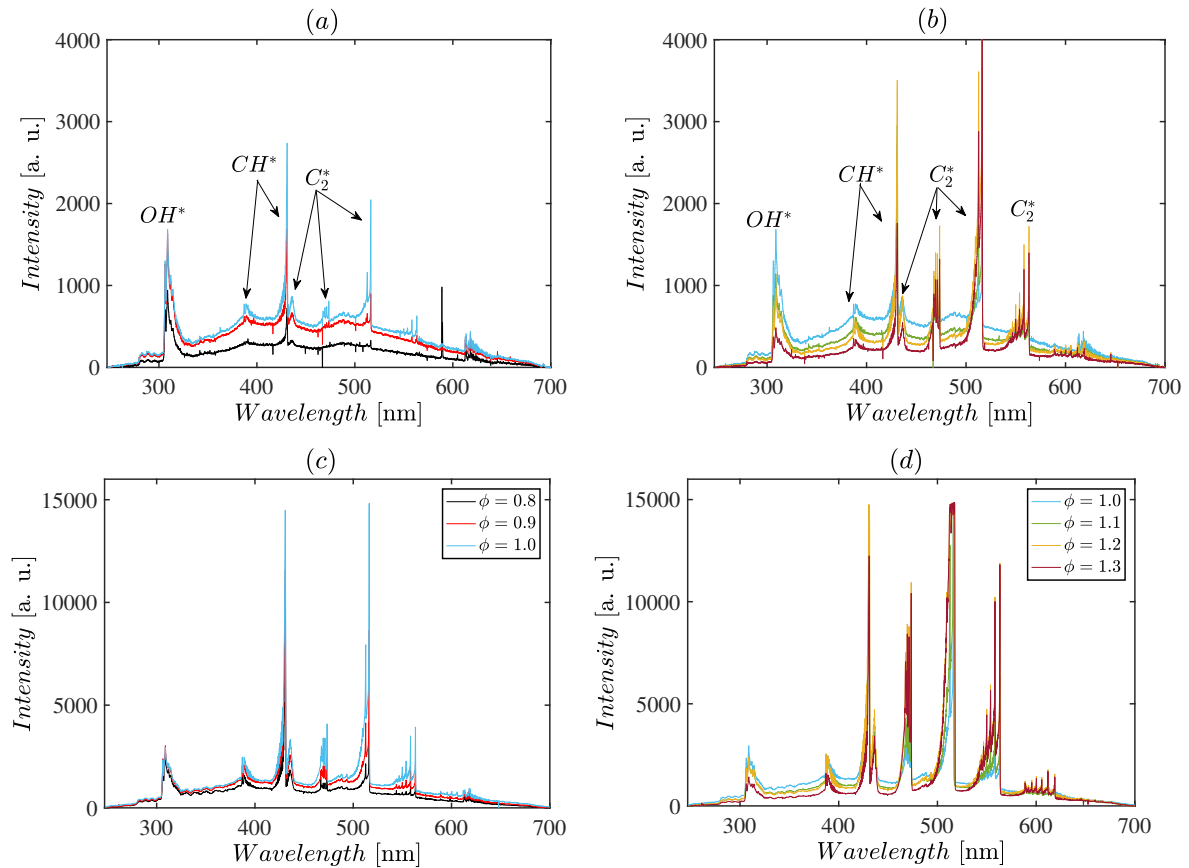 (a)
4000
3000
2000
1000
0
Intensity [a. u.]
OH*
CH*
C₂*
300
400
500
600
700
Wavelength [nm]
(b)
4000
3000
2000
1000
0
Intensity [a. u.]
OH*
CH*
C₂*
C₂*
300
400
500
600
700
Wavelength [nm]
(c)
15000
10000
5000
0
Intensity [a. u.]
ϕ = 0.8
ϕ = 0.9
ϕ = 1.0
300
400
500
600
700
Wavelength [nm]
(d)
15000
10000
5000
0
Intensity [a. u.]
ϕ = 1.0
ϕ = 1.1
ϕ = 1.2
ϕ = 1.3
300
400
500
600
700
Wavelength [nm]